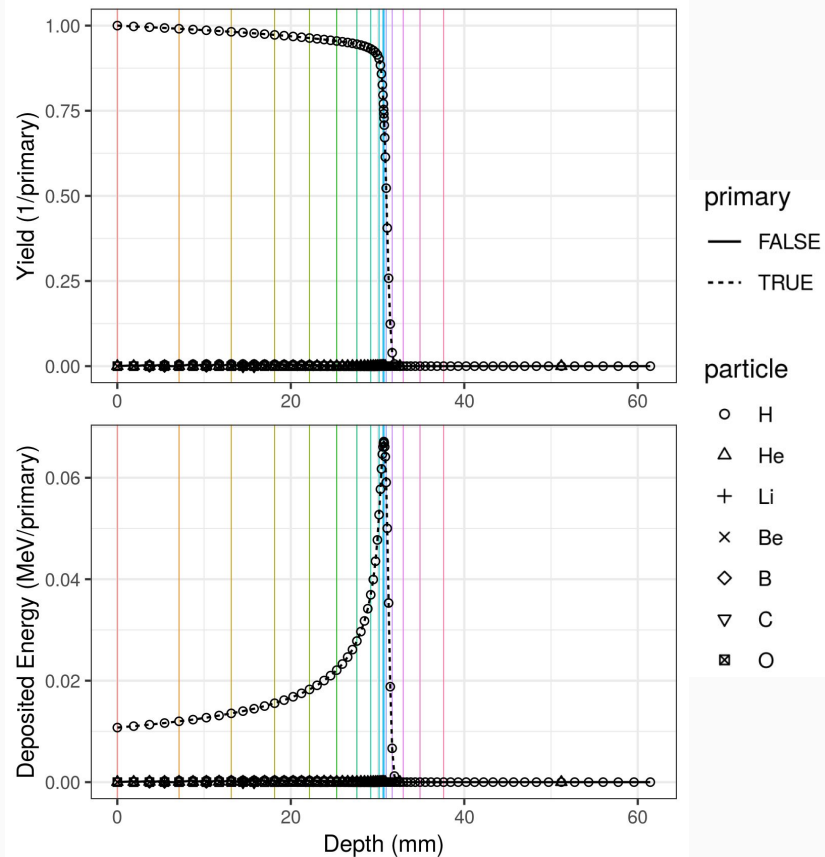 1.00
0.75
0.50
0.25
0.00
Yield (1/primary)
0 20 40 60
0.06
0.04
0.02
0.00
Deposited Energy (MeV/primary)
0 20 40 60
Depth (mm)
primary
FALSE
TRUE
particle
H
He
Li
Be
B
C
O